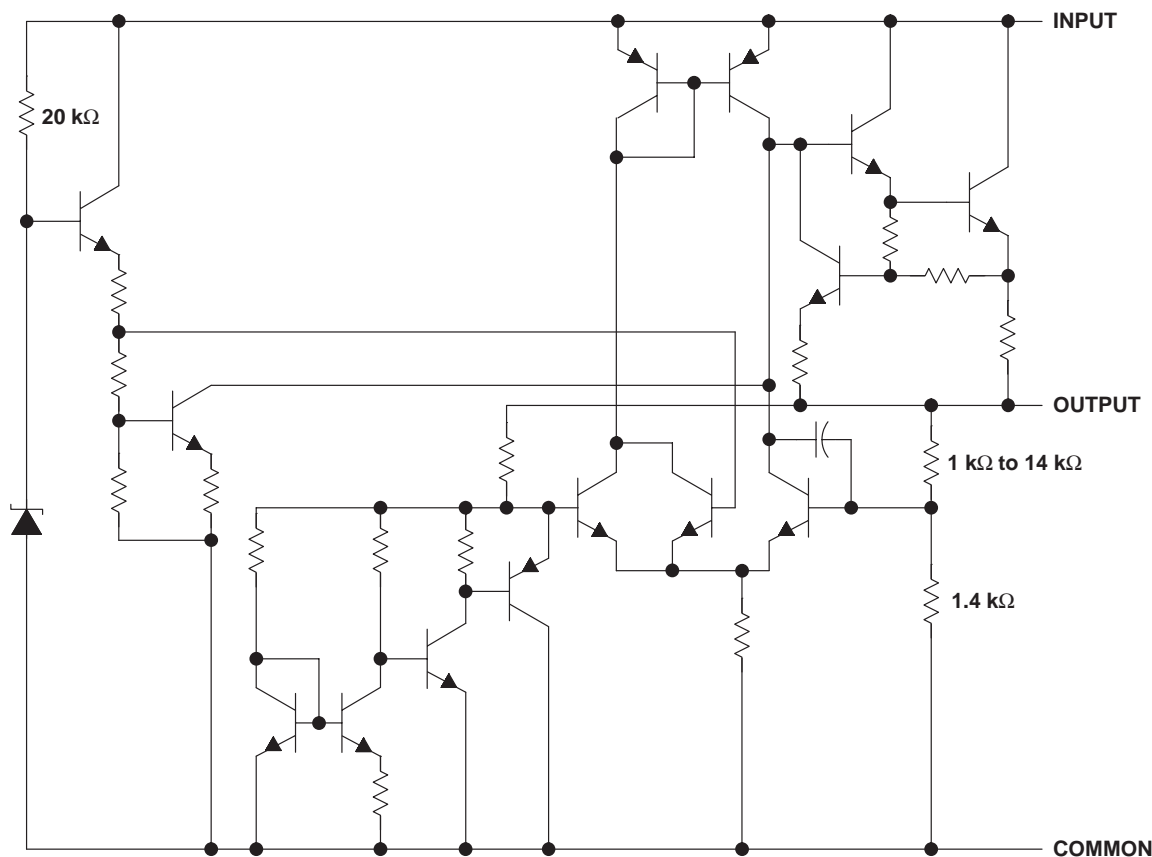 INPUT
20 kΩ
OUTPUT
1 kΩ to 14 kΩ
1.4 kΩ
COMMON